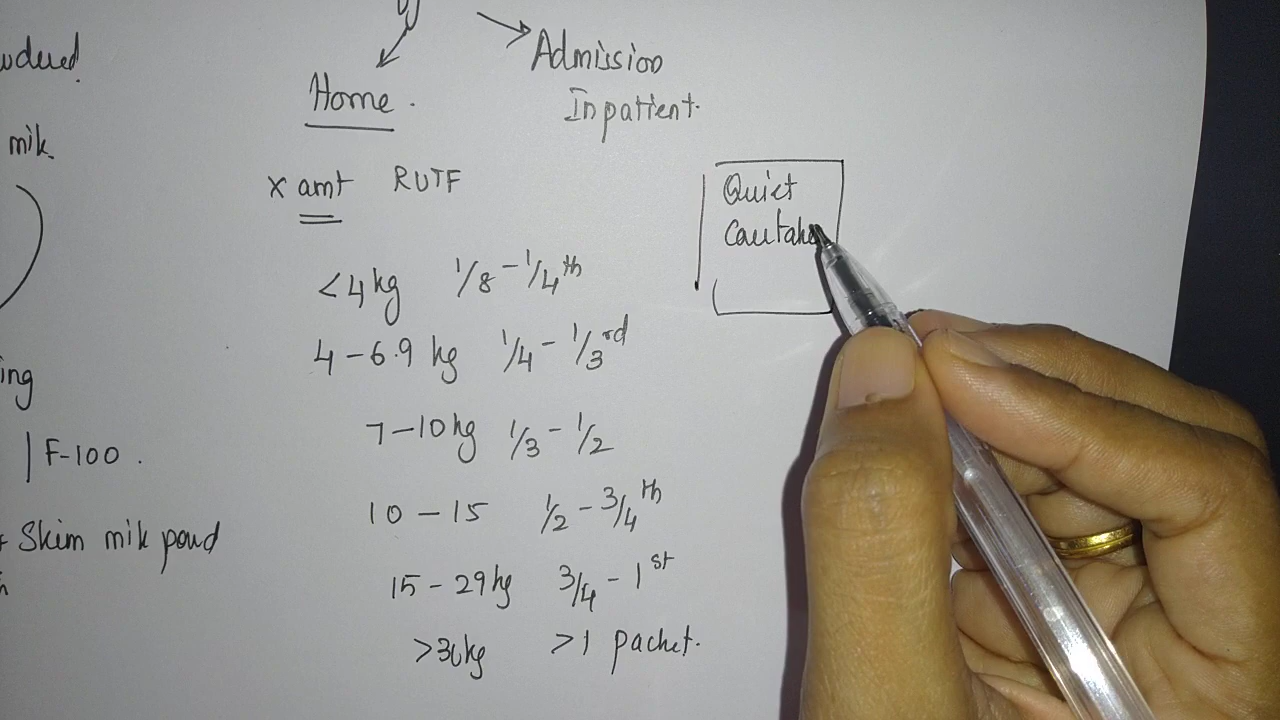 mik.
ing
F-100.
Skim mik powd
Home.
Admission
Inpatient.
x amt RUTF
<4kg 1/8 - 1/4th
4-6.9 kg 1/4 - 1/3rd
7-10kg 1/3 - 1/2
10-15 1/2 - 3/4th
15-29kg 3/4 - 1st
>30kg >1 packet.
Quiet